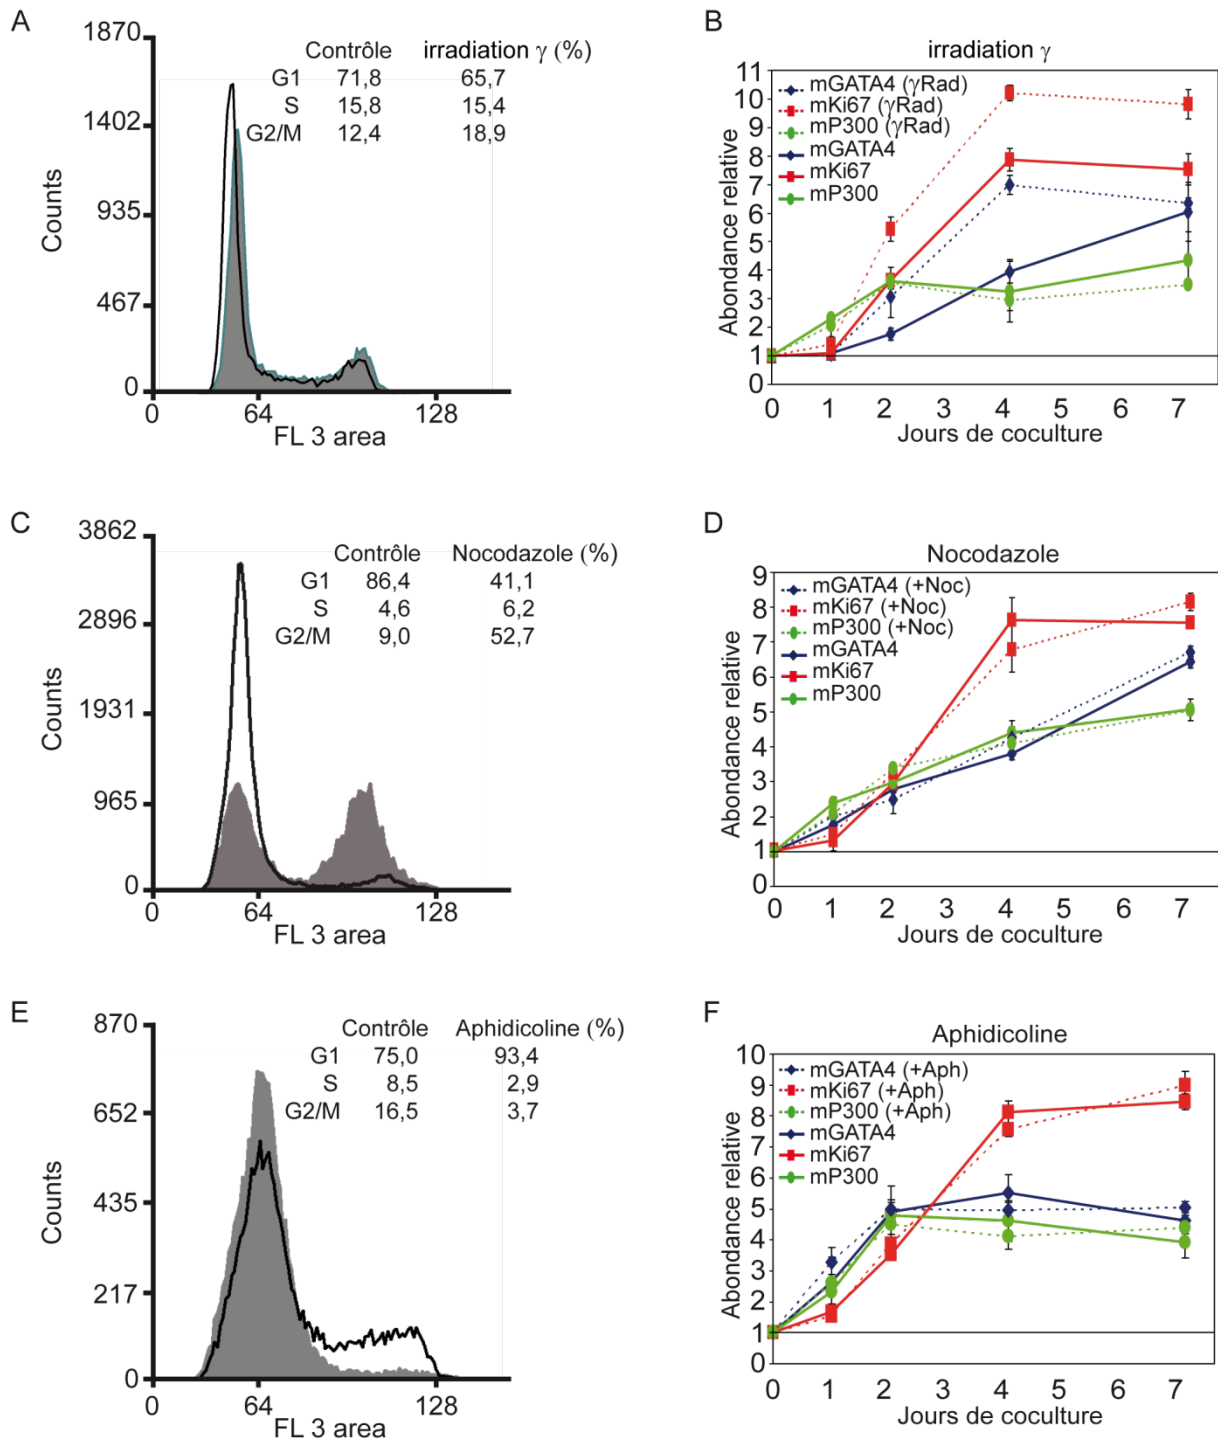 A
1870
1402
935
467
0
Counts
Contrôle irradiation γ (%)
G1 71,8 65,7
S 15,8 15,4
G2/M 12,4 18,9
0 64 128
FL 3 area
B
irradiation γ
11
10
9
8
7
6
5
4
3
2
1
0
Abondance relative
mGATA4 (γRad)
mKi67 (γRad)
mP300 (γRad)
mGATA4
mKi67
mP300
0 1 2 3 4 5 6 7
Jours de coculture
C
3862
2896
1931
965
0
Counts
Contrôle Nocodazole (%)
G1 86,4 41,1
S 4,6 6,2
G2/M 9,0 52,7
0 64 128
FL 3 area
D
Nocodazole
9
8
7
6
5
4
3
2
1
0
Abondance relative
mGATA4 (+Noc)
mKi67 (+Noc)
mP300 (+Noc)
mGATA4
mKi67
mP300
0 1 2 3 4 5 6 7
Jours de coculture
E
870
652
435
217
0
Counts
Contrôle Aphidicoline (%)
G1 75,0 93,4
S 8,5 2,9
G2/M 16,5 3,7
0 64 128
FL 3 area
F
Aphidicoline
10
9
8
7
6
5
4
3
2
1
0
Abondance relative
mGATA4 (+Aph)
mKi67 (+Aph)
mP300 (+Aph)
mGATA4
mKi67
mP300
0 1 2 3 4 5 6 7
Jours de coculture